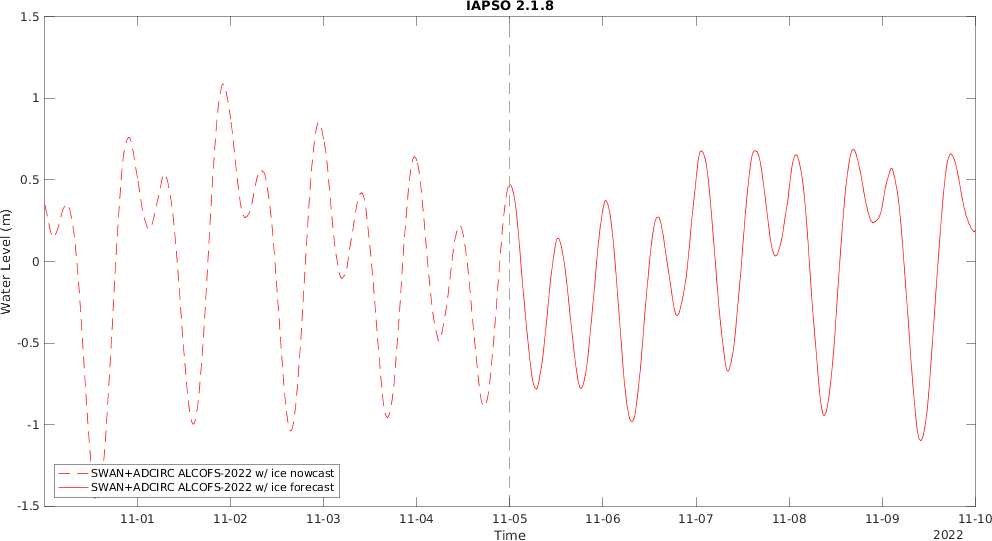 IAPSO 2.1.8
1.5
1
0.5
0
-0.5
-1
-1.5
Water Level (m)
SWAN+ADCIRC ALCOFS-2022 w/ ice nowcast
SWAN+ADCIRC ALCOFS-2022 w/ ice forecast
11-01 11-02 11-03 11-04 11-05 11-06 11-07 11-08 11-09 11-10
Time
2022